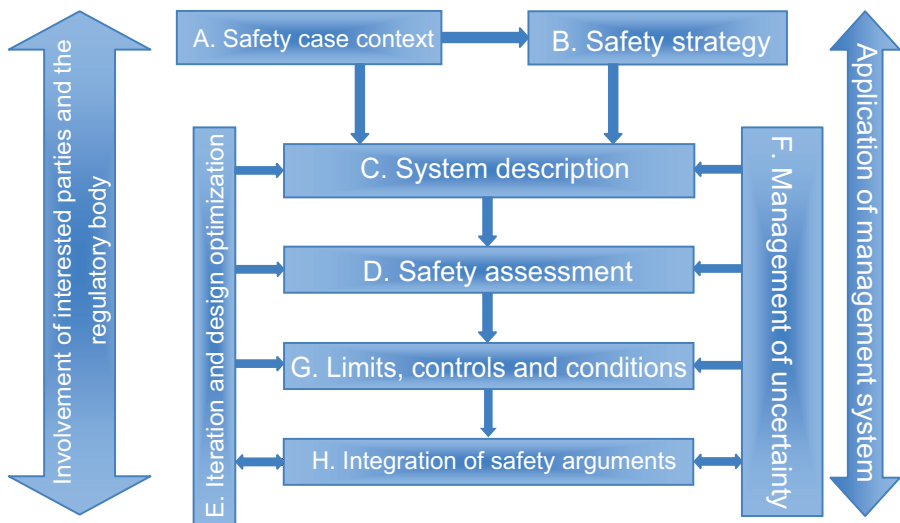 A. Safety case context
B. Safety strategy
Involvement of interested parties and the
regulatory body
E. Iteration and design optimization
C. System description
D. Safety assessment
G. Limits, controls and conditions
H. Integration of safety arguments
F. Management of uncertainty
Application of management system